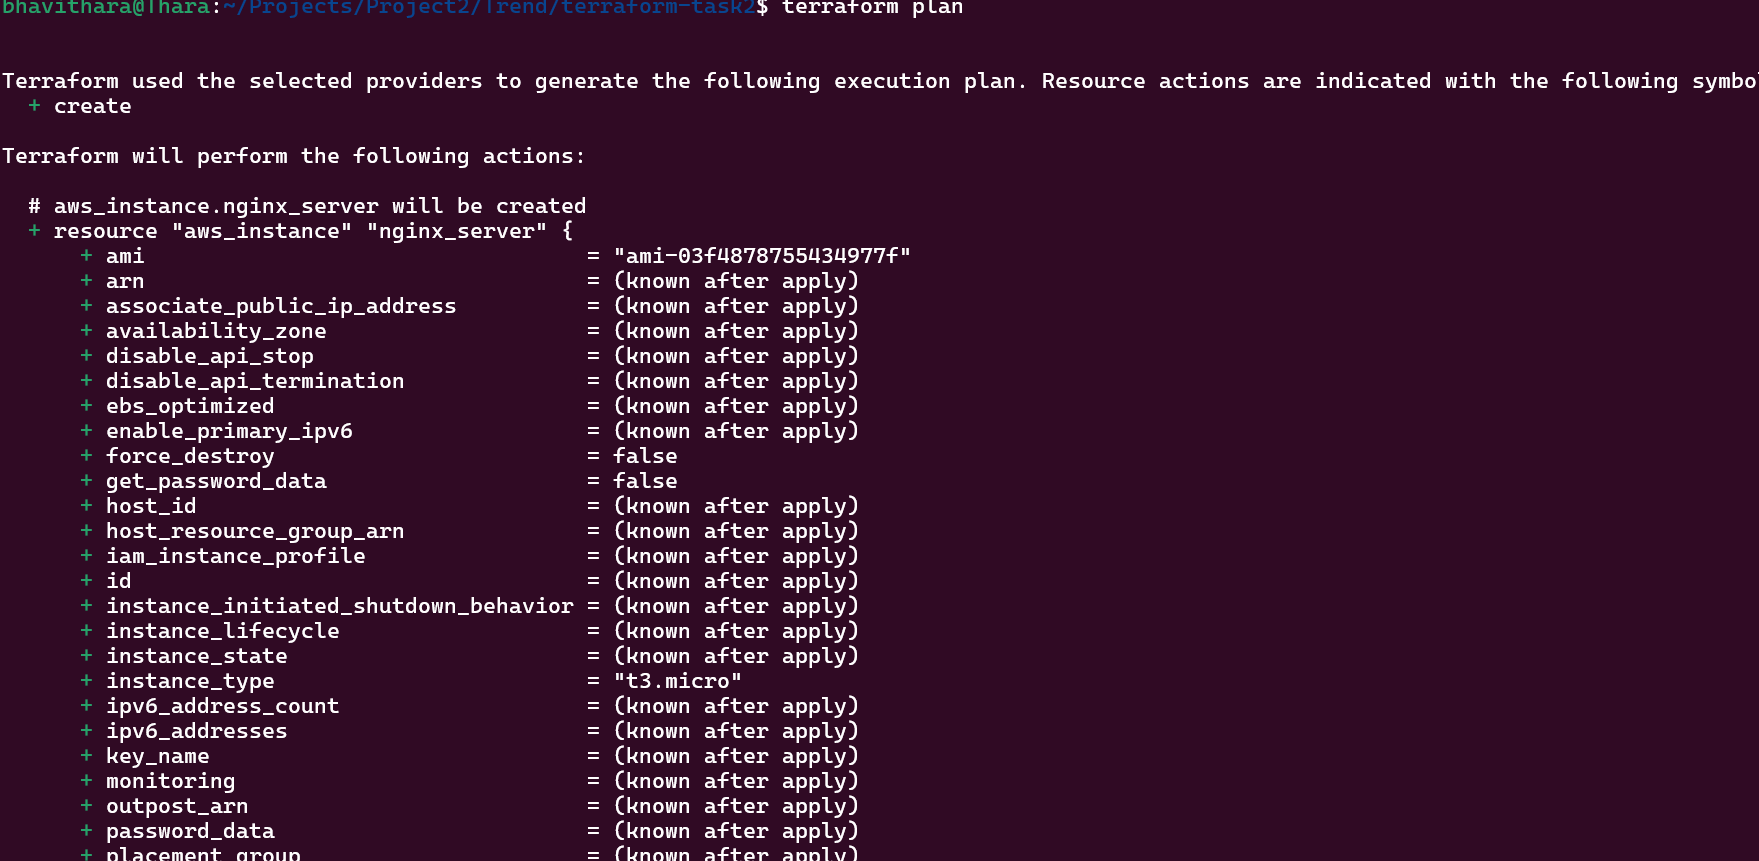 bhavithara@Thara:~/Projects/Project2/Trend/terraform-task2$ terraform plan
Terraform used the selected providers to generate the following execution plan. Resource actions are indicated with the following symbo
+ create
Terraform will perform the following actions:
# aws_instance.nginx_server will be created
+ resource "aws_instance" "nginx_server" {
+ ami = "ami-03f4878755434977f"
+ arn = (known after apply)
+ associate_public_ip_address = (known after apply)
+ availability_zone = (known after apply)
+ disable_api_stop = (known after apply)
+ disable_api_termination = (known after apply)
+ ebs_optimized = (known after apply)
+ enable_primary_ipv6 = (known after apply)
+ force_destroy = false
+ get_password_data = false
+ host_id = (known after apply)
+ host_resource_group_arn = (known after apply)
+ iam_instance_profile = (known after apply)
+ id = (known after apply)
+ instance_initiated_shutdown_behavior = (known after apply)
+ instance_lifecycle = (known after apply)
+ instance_state = (known after apply)
+ instance_type = "t3.micro"
+ ipv6_address_count = (known after apply)
+ ipv6_addresses = (known after apply)
+ key_name = (known after apply)
+ monitoring = (known after apply)
+ outpost_arn = (known after apply)
+ password_data = (known after apply)
+ placement_group = (known after apply)